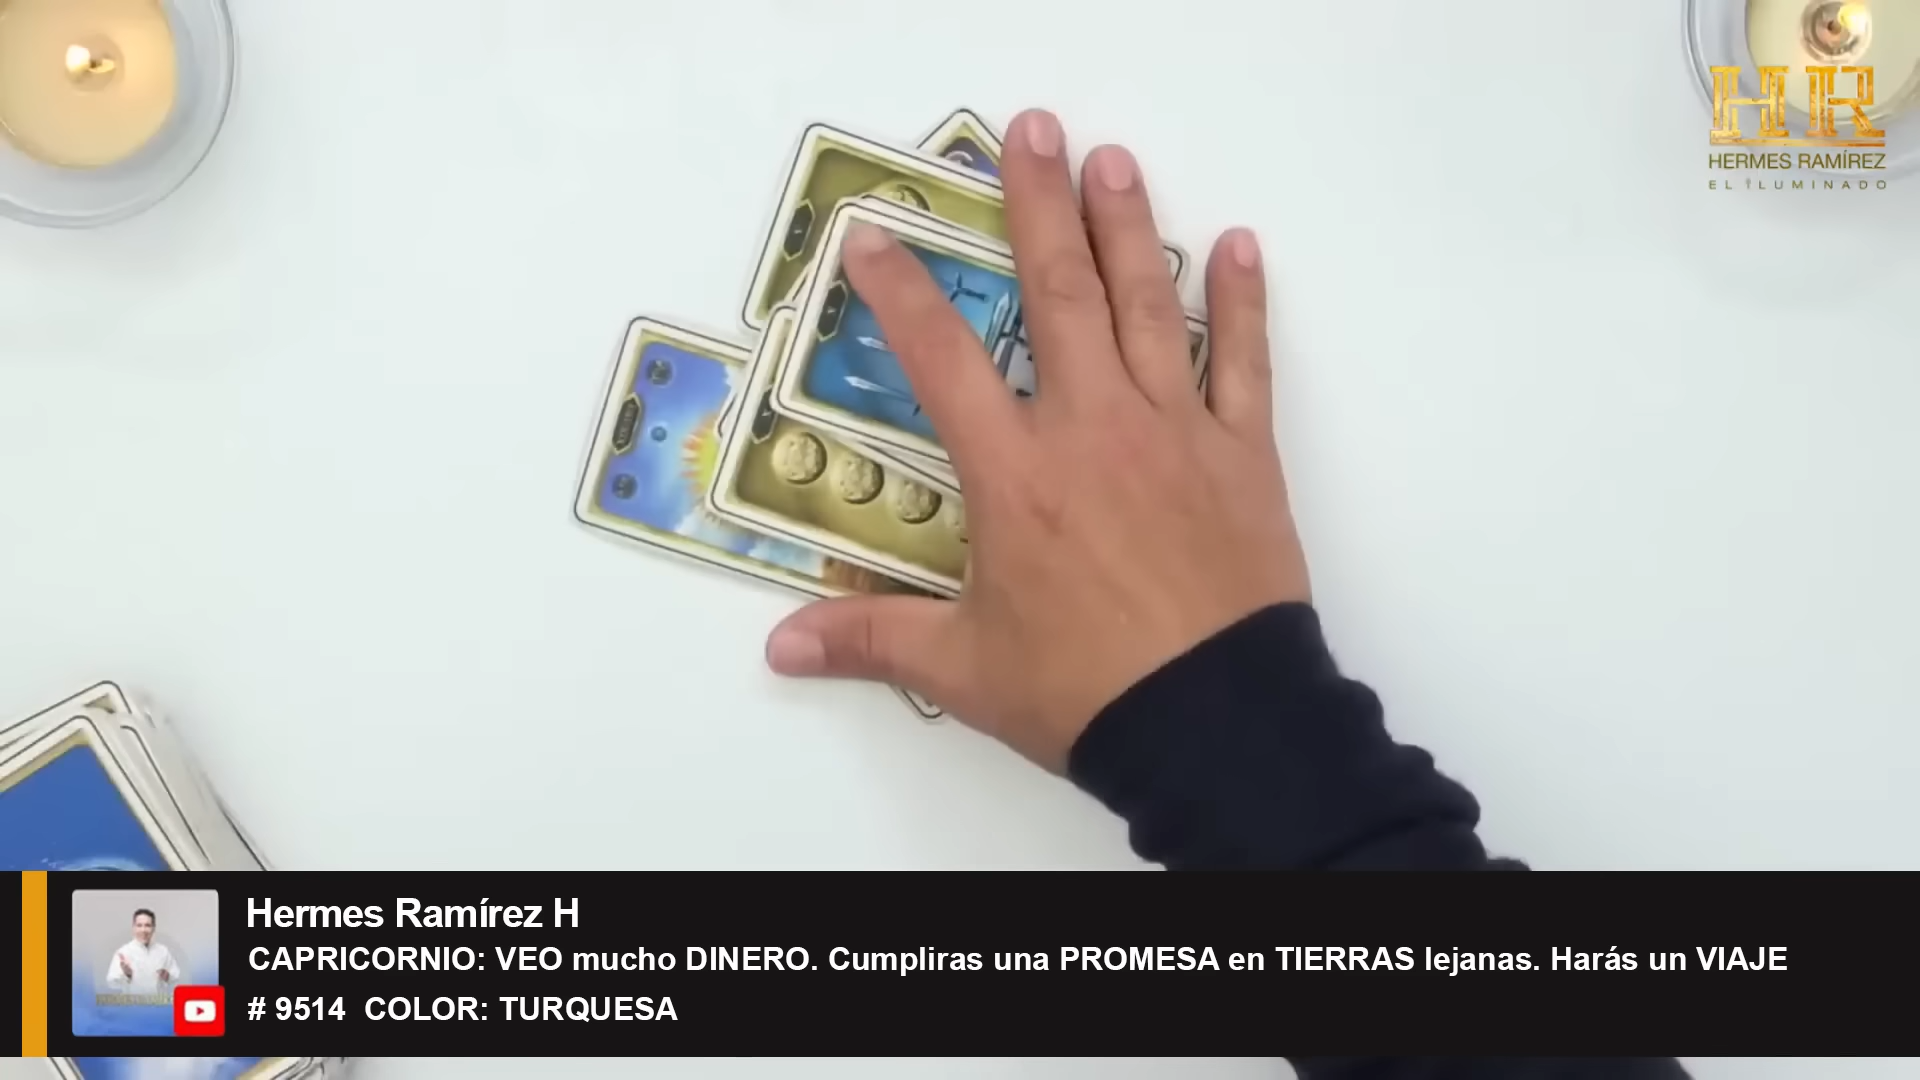 HR
HERMES RAMÍREZ
EL ILUMINADO
Hermes Ramírez H
CAPRICORNIO: VEO mucho DINERO. Cumpliras una PROMESA en TIERRAS lejanas. Harás un VIAJE
# 9514 COLOR: TURQUESA